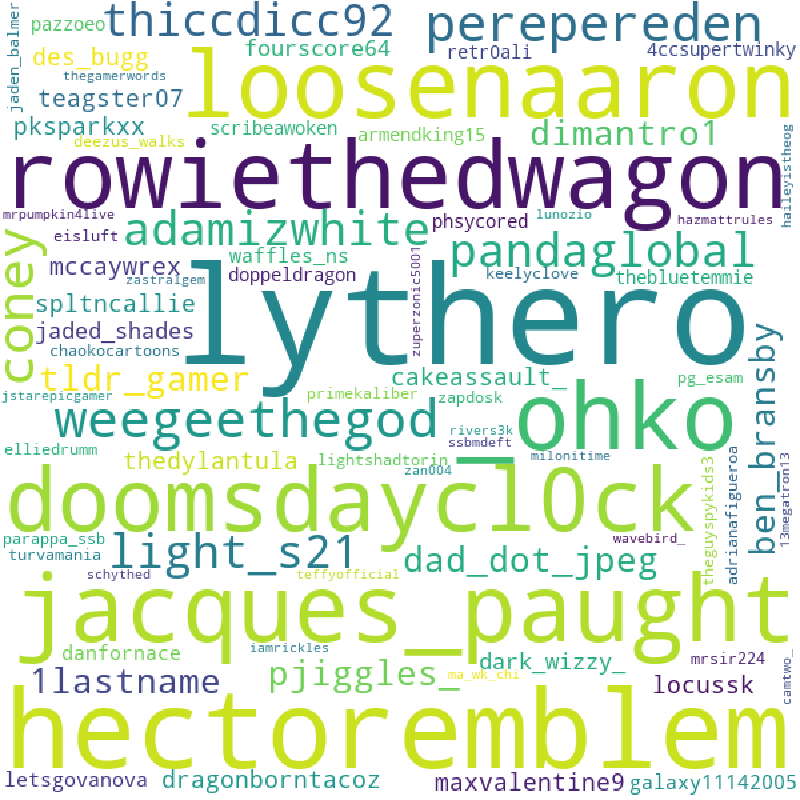 jaden_balmer
pazzoeo
thiccdicc92
perepereden
des_bugg
fourscore64
retr0ali
4ccsupertwinky
thegamerwords
loosenaaron
teagster07
pksparkxx
scribeawoken
armendking15
dimantro1
deezus_walks
haileyistheog
rowiethedwagon
mrpumpkin4live
adamizwhite
phsycored
lunozio
hazmattrules
coney
eisluft
waffles_ns
pandaglobal
mccaywrex
doppeldragon
zuperzonic5001
keelyclove
thebluetemmie
zastralgem
spltncallie
lythero
jaded_shades
chaokocartoons
tldr_gamer
cakeassault_
pg_esam
ben_bransby
jstarepicgamer
primekaliber
zapdosk
_ohko
weegeethegod
rivers3k
ssbmdeft
elliedrumm
thedylantula
lightshadtorin
milonitime
zan004
theguyspykids3
adrianafigueroa
13megatron13
doomsdaycl0ck
parappa_ssb
turvamania
light_s21
wavebird_
dad_dot_jpeg
schythed
teffyofficial
jacques_paught
danfornace
iamrickles
dark_wizzy_
mrsir224
camtwo_
1lastname
pjiggles_
ma_wk_chi
locussk
hectoremblem
letsgovanova
dragonborntacoz
maxvalentine9
galaxy11142005